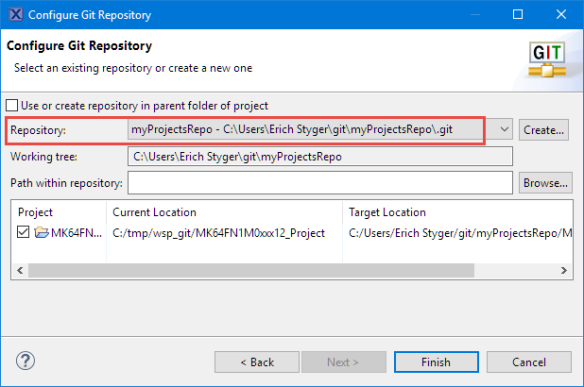 Configure Git Repository
Configure Git Repository
Select an existing repository or create a new one
GIT
Use or create repository in parent folder of project
Repository: myProjectsRepo - C:\Users\Erich Styger\git\myProjectsRepo\.git Create...
Working tree: C:\Users\Erich Styger\git\myProjectsRepo
Path within repository: Browse...
Project Current Location Target Location
MK64FN... C:/tmp/wsp_git/MK64FN1M0xxx12_Project C:/Users/Erich Styger/git/myProjectsRepo/M
? < Back Next > Finish Cancel